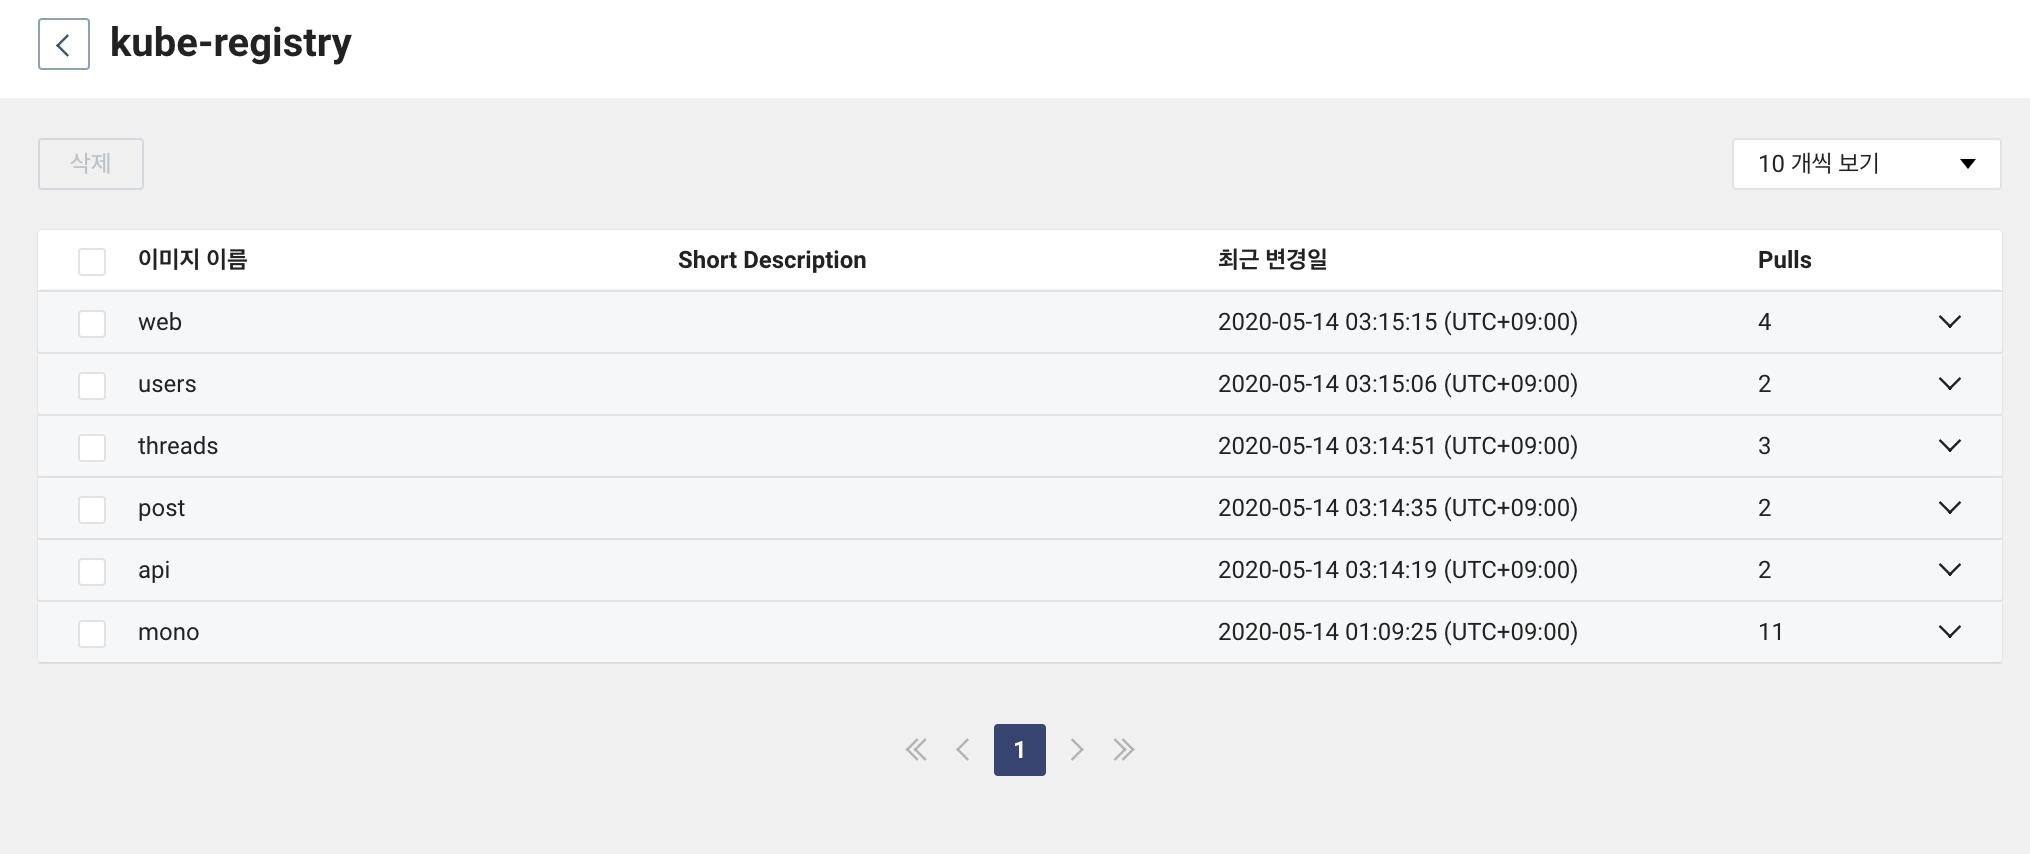 kube-registry
삭제
10 개씩 보기
이미지 이름 Short Description 최근 변경일 Pulls
web 2020-05-14 03:15:15 (UTC+09:00) 4
users 2020-05-14 03:15:06 (UTC+09:00) 2
threads 2020-05-14 03:14:51 (UTC+09:00) 3
post 2020-05-14 03:14:35 (UTC+09:00) 2
api 2020-05-14 03:14:19 (UTC+09:00) 2
mono 2020-05-14 01:09:25 (UTC+09:00) 11
1